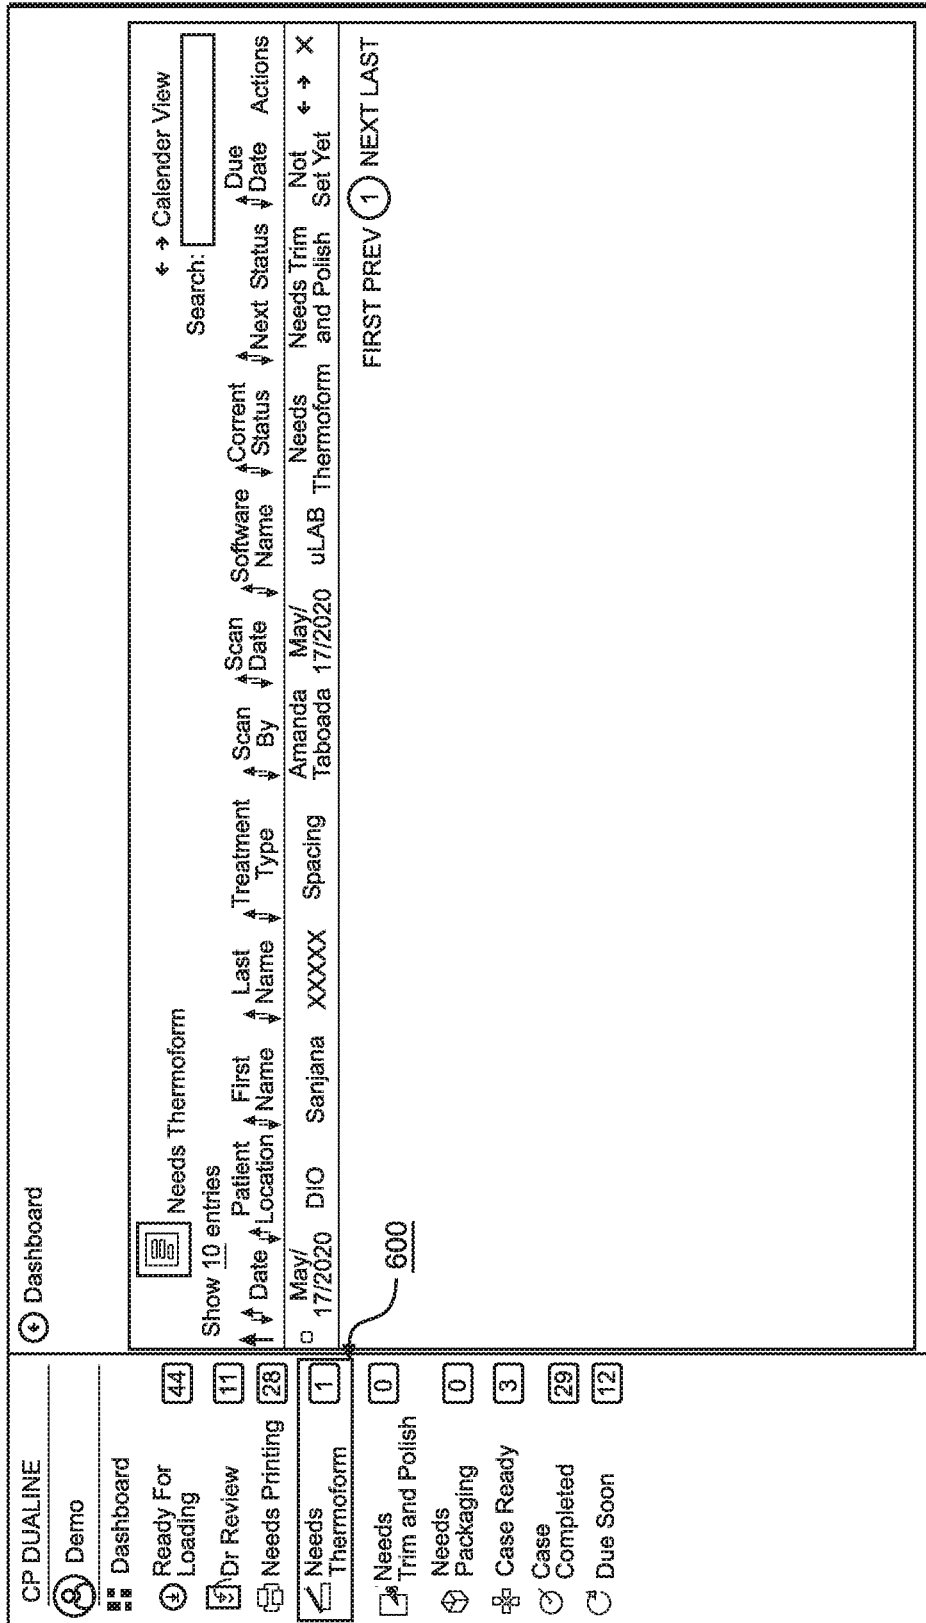 CP DUALINE
Demo
Dashboard
Ready For
Loading
44
Dr Review
11
Needs Printing
28
Needs
Thermoform
1
Needs
Trim and Polish
0
Needs
Packaging
0
Case Ready
3
Case
Completed
29
Due Soon
12
600
Dashboard
Needs Thermoform
← → Calender View
Show 10 entries
Search:
Date
Patient
Location
First
Name
Last
Name
Treatment
Type
Scan
By
Scan
Date
Software
Name
Corrent
Status
Next Status
Due
Date
Actions
May/
17/2020
DIO
Sanjana
XXXXX
Spacing
Amanda
Taboada
May/
17/2020
uLAB
Needs
Thermoform
Needs Trim
and Polish
Not
Set Yet
← → X
FIRST PREV 1 NEXT LAST